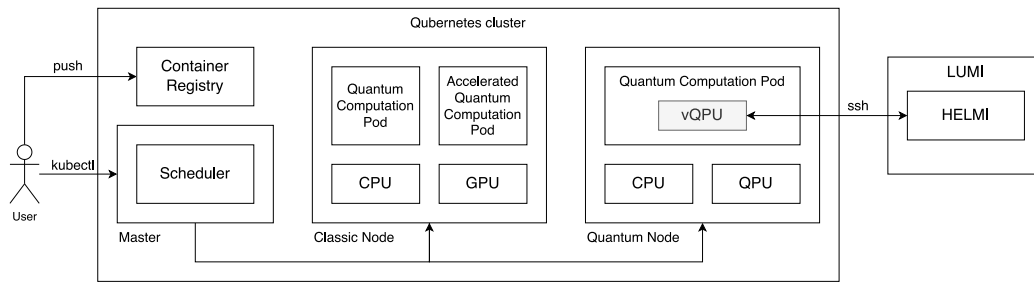 Qubernetes cluster
push
Container
Registry
kubectl
User
Scheduler
Master
Quantum
Computation
Pod
Accelerated
Quantum
Computation
Pod
CPU
GPU
Classic Node
Quantum Computation Pod
vQPU
CPU
QPU
Quantum Node
ssh
LUMI
HELMI